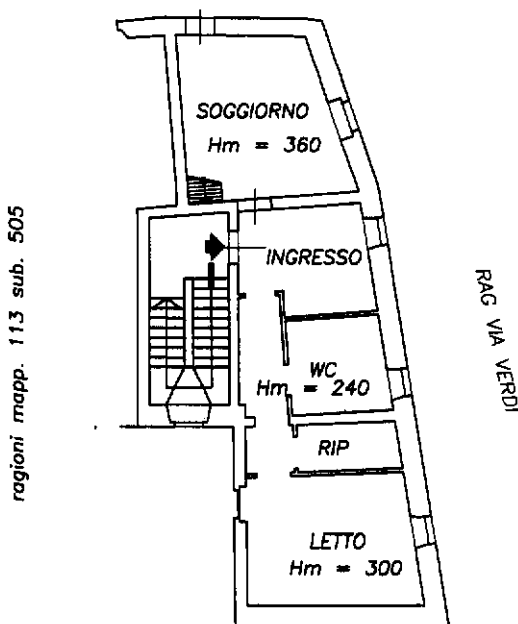 SOGGIORNO
Hm = 360
ragioni mapp. 113 sub. 505
INGRESSO
RAG VIA VERDI
WC
Hm = 240
RIP
LETTO
Hm = 300